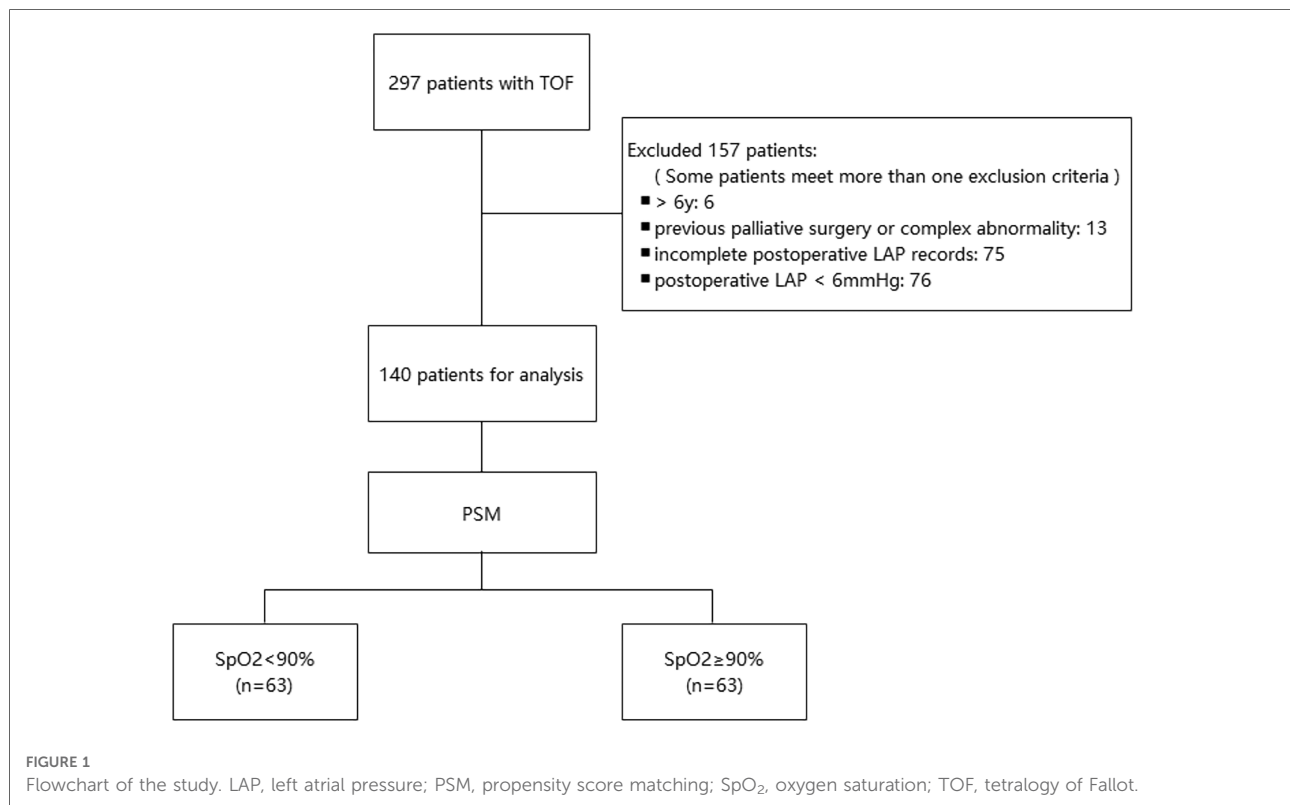 297 patients with TOF
Excluded 157 patients:
( Some patients meet more than one exclusion criteria )
■ > 6y: 6
■ previous palliative surgery or complex abnormality: 13
■ incomplete postoperative LAP records: 75
■ postoperative LAP < 6mmHg: 76
140 patients for analysis
PSM
SpO2<90%
(n=63)
SpO2≥90%
(n=63)
FIGURE 1
Flowchart of the study. LAP, left atrial pressure; PSM, propensity score matching; SpO₂, oxygen saturation; TOF, tetralogy of Fallot.